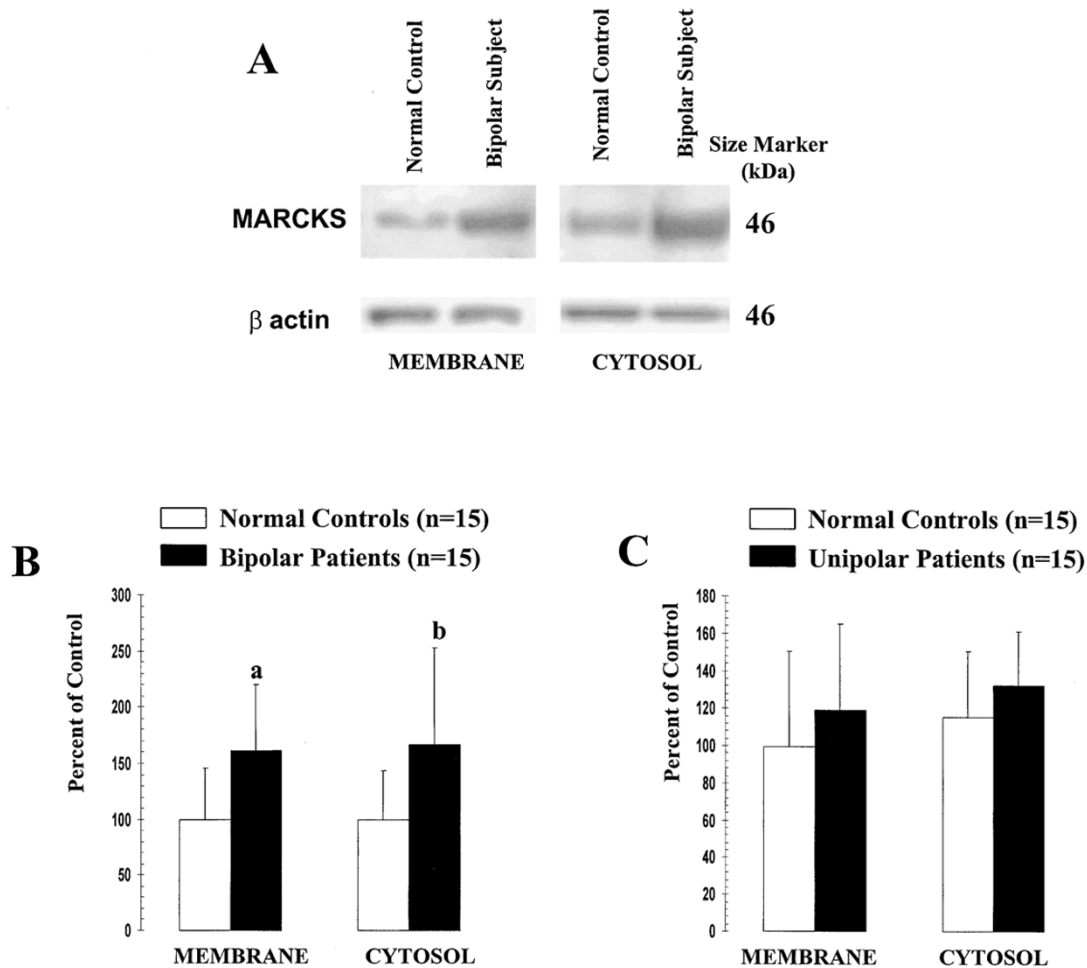 A
Normal Control
Bipolar Subject
Normal Control
Bipolar Subject
Size Marker
(kDa)
MARCKS
46
β actin
46
MEMBRANE
CYTOSOL
B
Normal Controls (n=15)
Bipolar Patients (n=15)
Percent of Control
300
250
200
150
100
50
0
a
b
MEMBRANE
CYTOSOL
C
Normal Controls (n=15)
Unipolar Patients (n=15)
Percent of Control
180
160
140
120
100
80
60
40
20
0
MEMBRANE
CYTOSOL